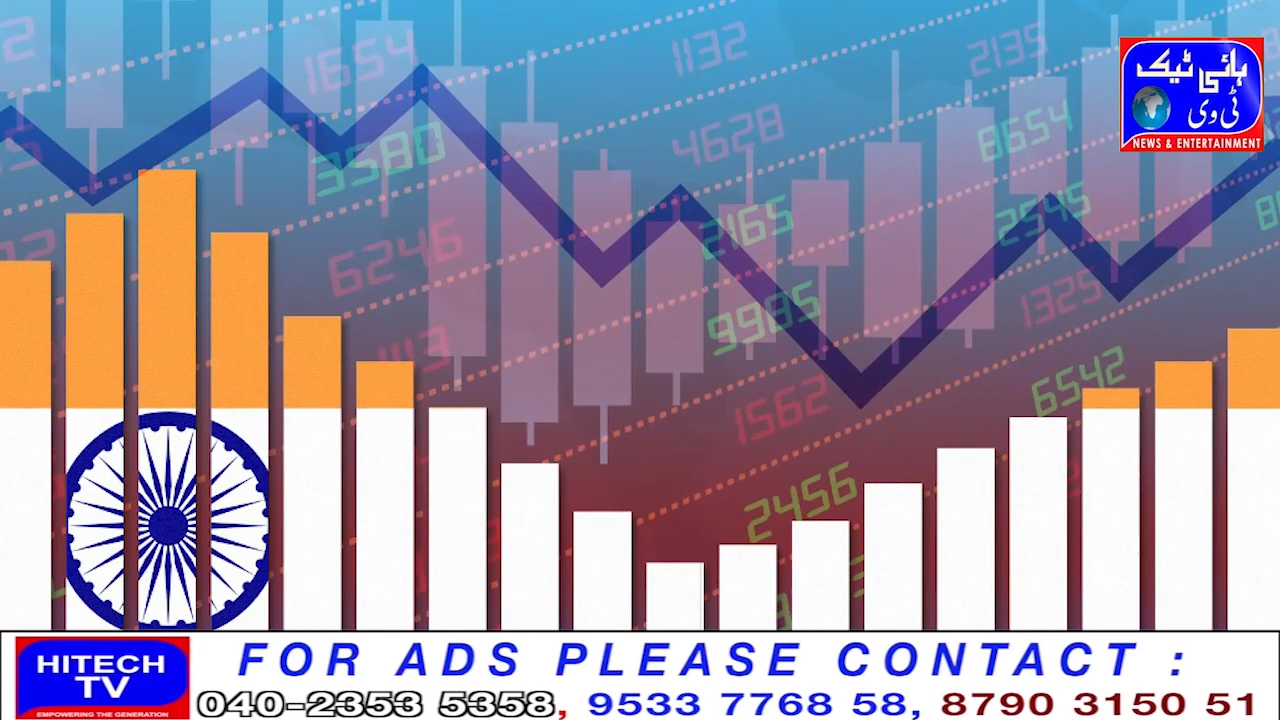 1654
1132
2135
3580
4628
8654
6246
2165
2545
9985
1325
1562
6542
2456
ہائی ٹیک
ٹی وی
NEWS & ENTERTAINMENT
HITECH
TV
EMPOWERING THE GENERATION
FOR ADS PLEASE CONTACT :
040-2353 5358, 9533 7768 58, 8790 3150 51